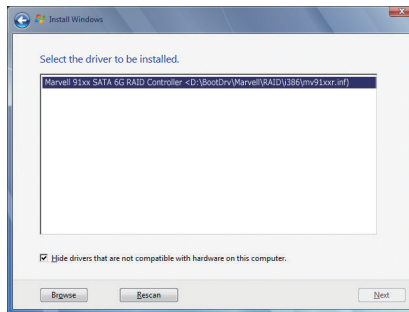 Install Windows
Select the driver to be installed.
Marvell 91xx SATA 6G RAID Controller <D:\BootDrv\Marvell\RAID\i386\mv91xxr.inf)
Hide drivers that are not compatible with hardware on this computer.
Browse
Rescan
Next